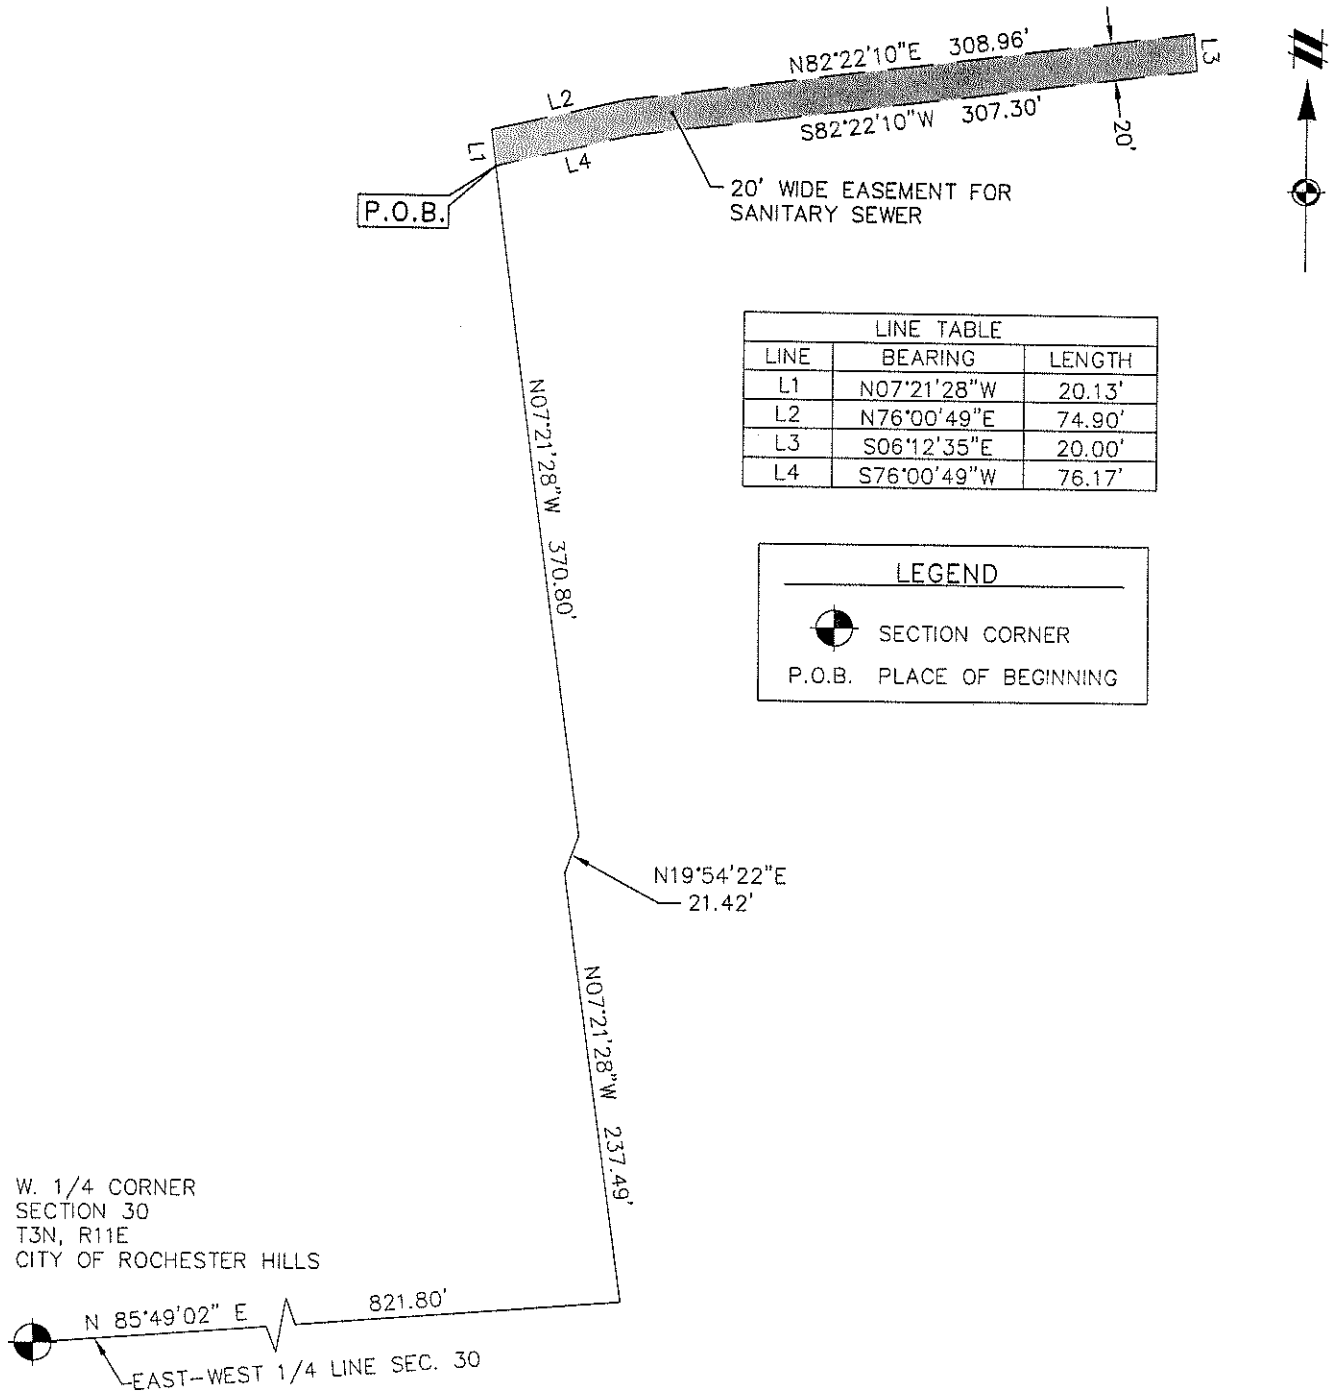 N82°22'10"E 308.96'
L3
L2
S82°22'10"W 307.30'
20'
L1
L4
P.O.B.
20' WIDE EASEMENT FOR
SANITARY SEWER
LINE TABLE
LINE BEARING LENGTH
L1 N07°21'28"W 20.13'
L2 N76°00'49"E 74.90'
L3 S06°12'35"E 20.00'
L4 S76°00'49"W 76.17'
N07°21'28"W 370.80'
LEGEND
SECTION CORNER
P.O.B. PLACE OF BEGINNING
N19°54'22"E
21.42'
N07°21'28"W 237.49'
W. 1/4 CORNER
SECTION 30
T3N, R11E
CITY OF ROCHESTER HILLS
N 85°49'02" E 821.80'
EAST-WEST 1/4 LINE SEC. 30